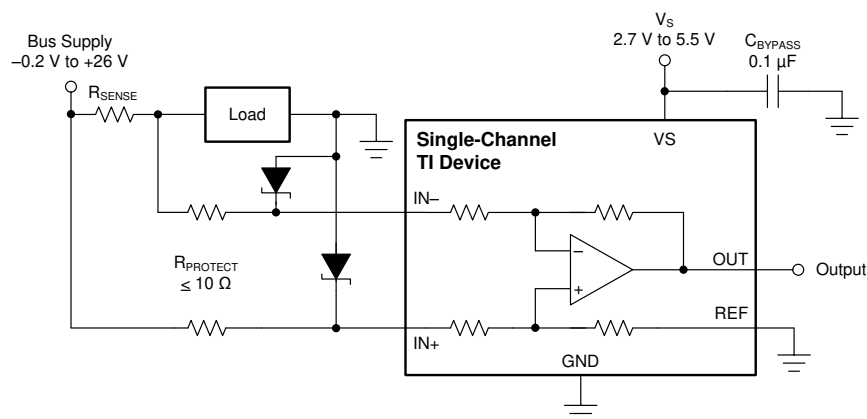 Bus Supply
–0.2 V to +26 V
R_SENSE
Load
V_S
2.7 V to 5.5 V
C_BYPASS
0.1 µF
Single-Channel
TI Device
VS
IN–
R_PROTECT
≤ 10 Ω
–
+
OUT
Output
REF
IN+
GND